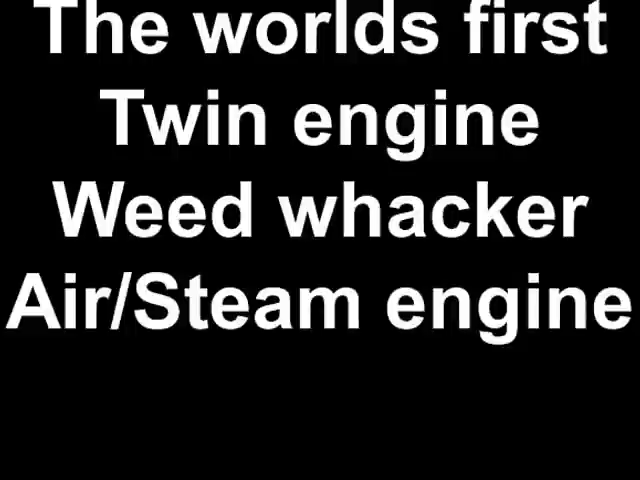 The worlds first
Twin engine
Weed whacker
Air/Steam engine